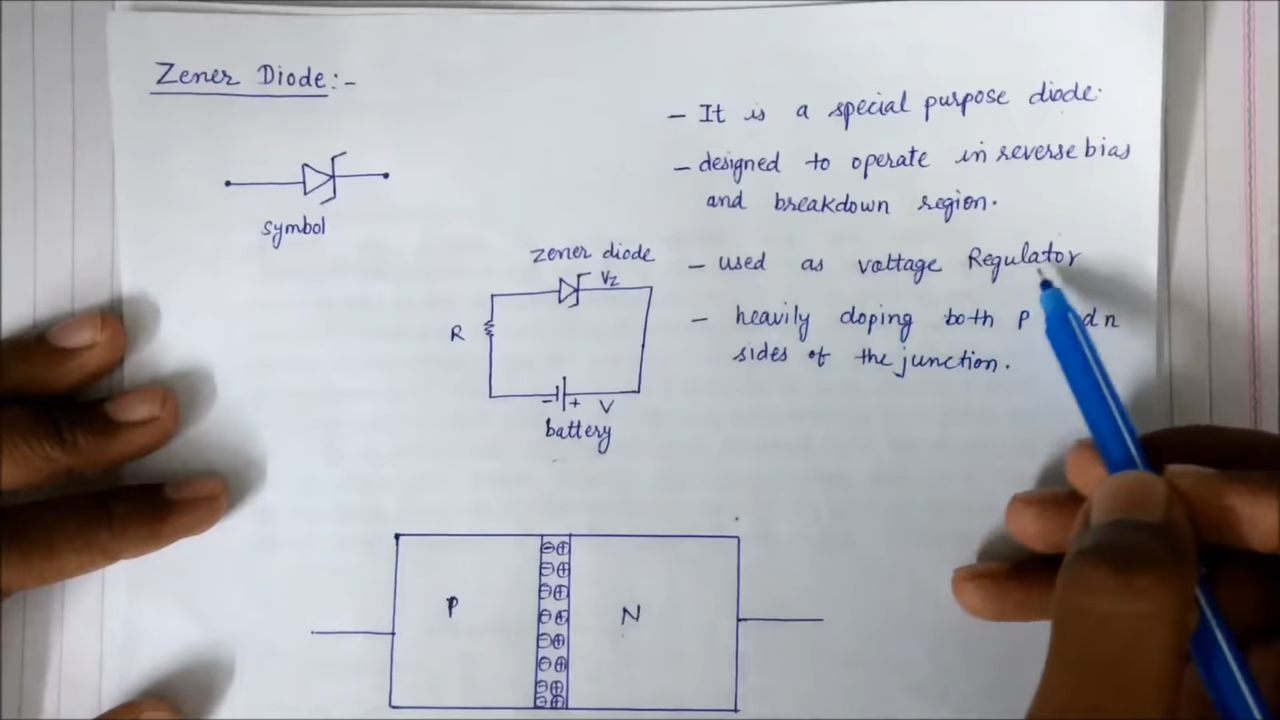 Zener Diode:-
symbol
- It is a special purpose diode.
- designed to operate in reverse bias
and breakdown region.
- used as voltage Regulator
- heavily doping both P dn
sides of the junction.
zener diode
Vz
R
- + V
battery
P N